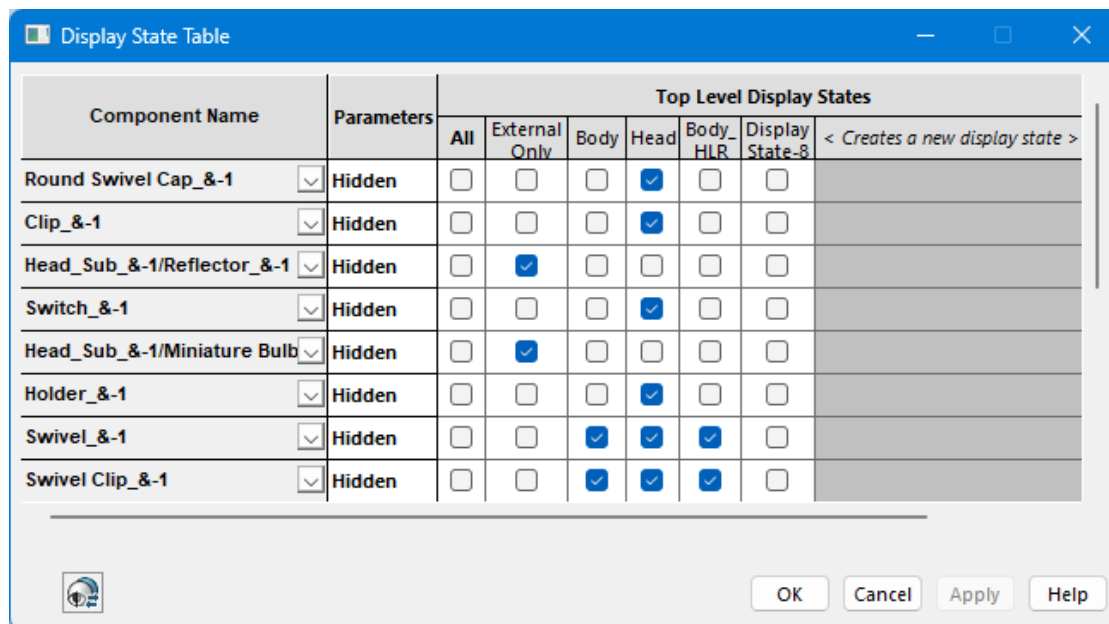 Display State Table
Component Name
Parameters
Top Level Display States
All
External Only
Body
Head
Body_HLR
Display State-8
< Creates a new display state >
Round Swivel Cap_&-1 Hidden
Clip_&-1 Hidden
Head_Sub_&-1/Reflector_&-1 Hidden
Switch_&-1 Hidden
Head_Sub_&-1/Miniature Bulb Hidden
Holder_&-1 Hidden
Swivel_&-1 Hidden
Swivel Clip_&-1 Hidden
OK Cancel Apply Help